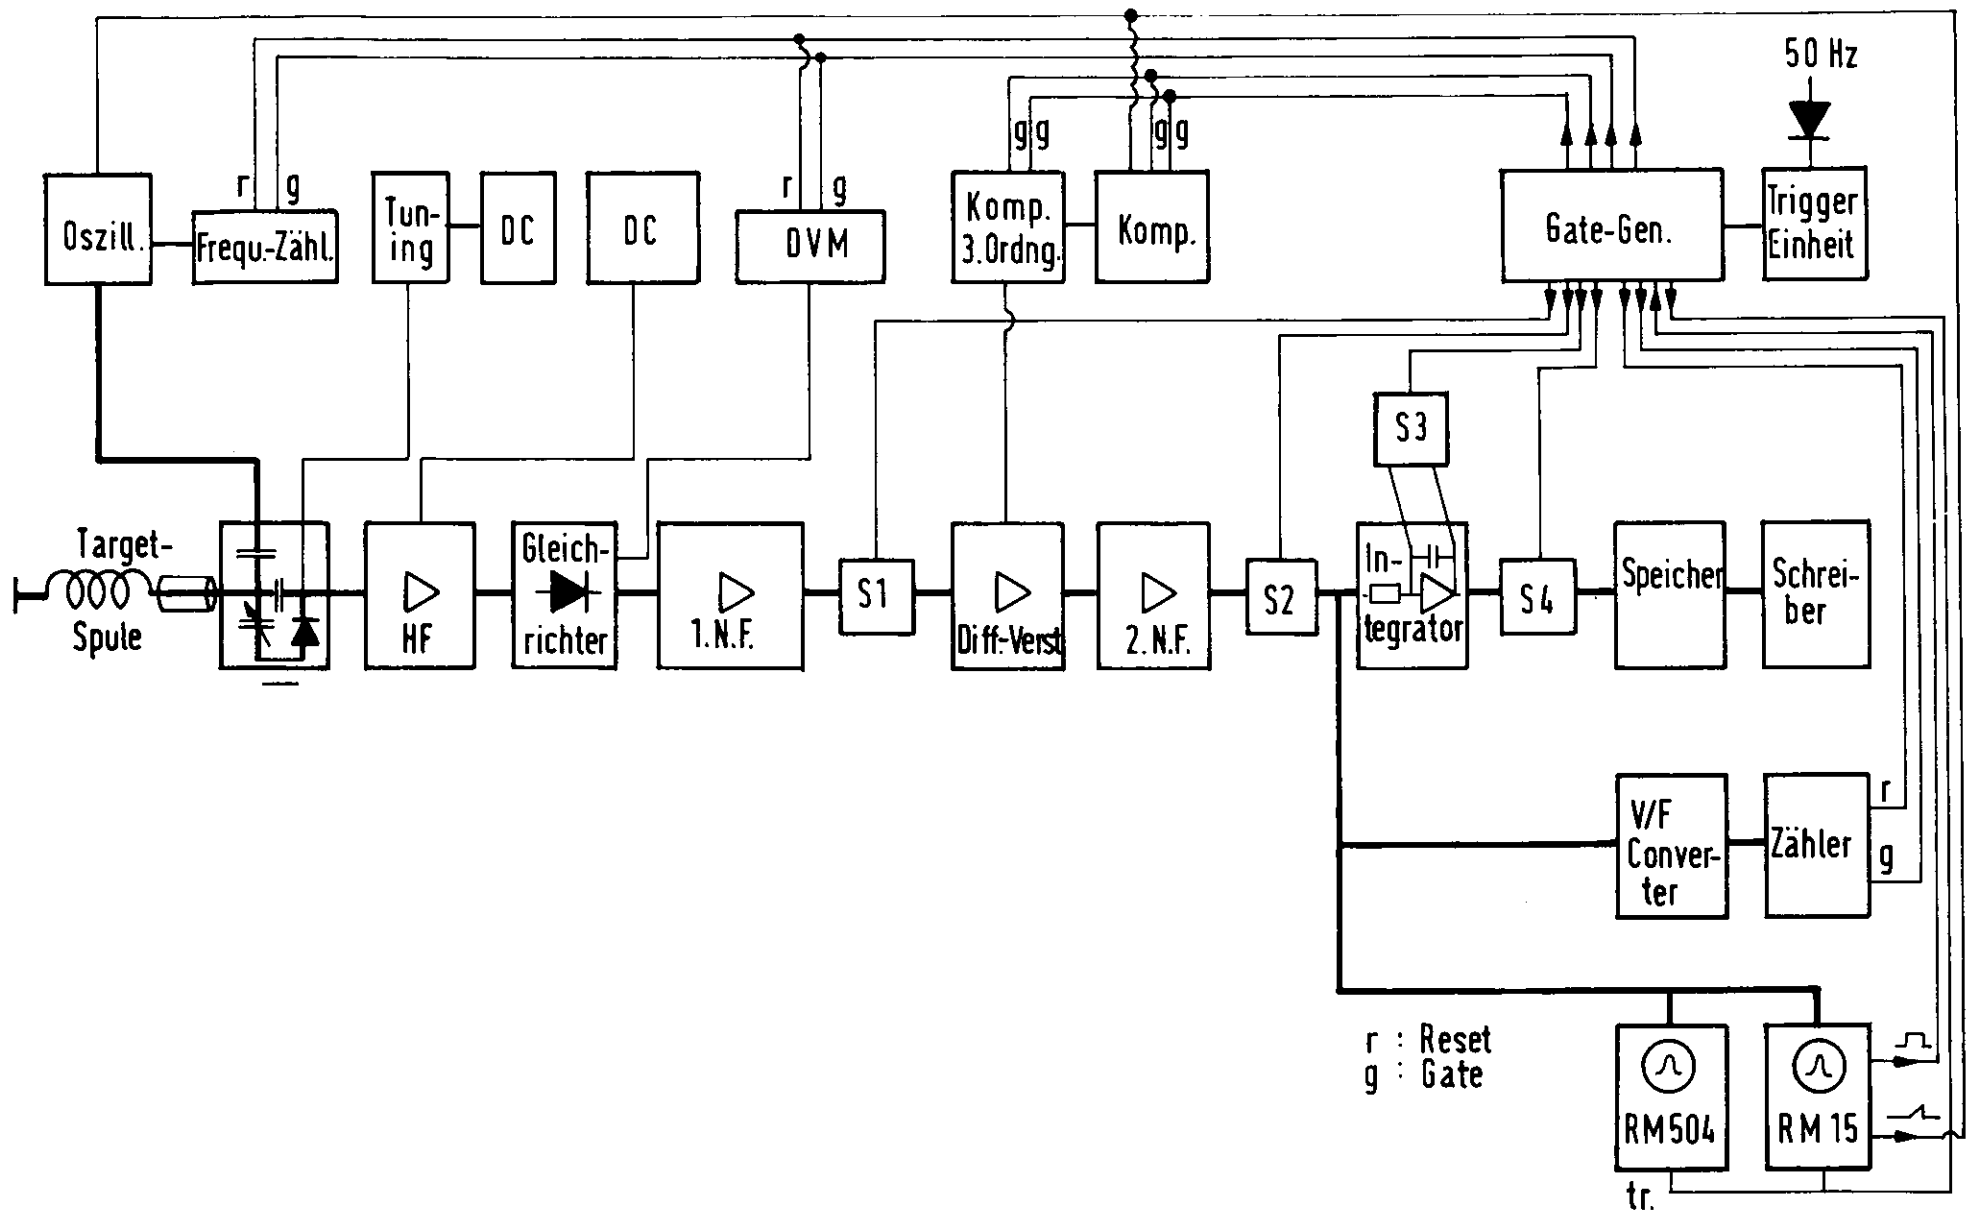 50 Hz
r
g
g g
g g
r
g
Oszill.
Frequ.-Zähl.
Tun-
ing
DC
DC
DVM
Komp.
3.Ordng.
Komp.
Gate-Gen.
Trigger
Einheit
S3
Target-
Spule
HF
Gleich-
richter
1.N.F.
S1
Diff.-Verst
2.N.F.
S2
In-
tegrator
S4
Speicher
Schrei-
ber
V/F
Conver-
ter
Zähler
r
g
r : Reset
g : Gate
RM504
RM 15
tr.